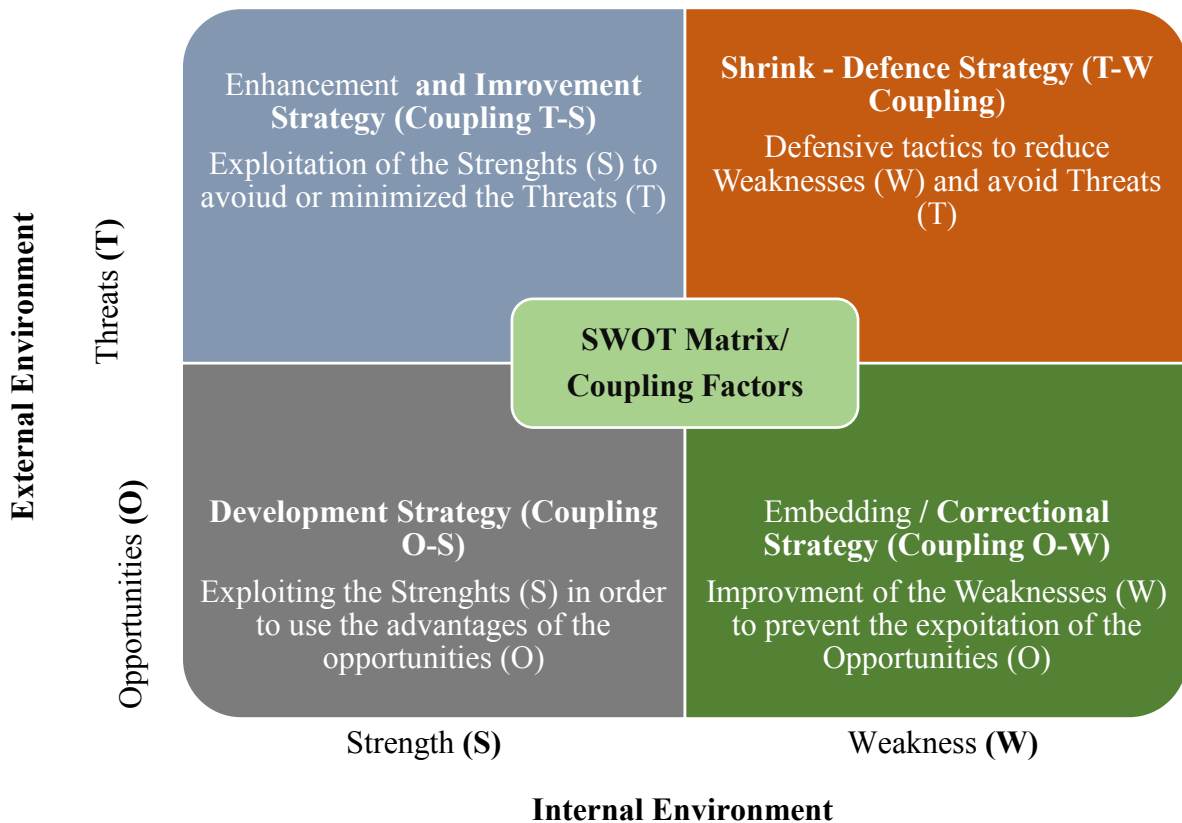 Enhancement and Imrovement
Strategy (Coupling T-S)
Exploitation of the Strenghts (S) to
avoiud or minimized the Threats (T)
Shrink - Defence Strategy (T-W
Coupling)
Defensive tactics to reduce
Weaknesses (W) and avoid Threats
(T)
External Environment
Threats (T)
Opportunities (O)
SWOT Matrix/
Coupling Factors
Development Strategy (Coupling
O-S)
Exploiting the Strenghts (S) in order
to use the advantages of the
opportunities (O)
Embedding / Correctional
Strategy (Coupling O-W)
Improvment of the Weaknesses (W)
to prevent the expoitation of the
Opportunities (O)
Strength (S)
Weakness (W)
Internal Environment